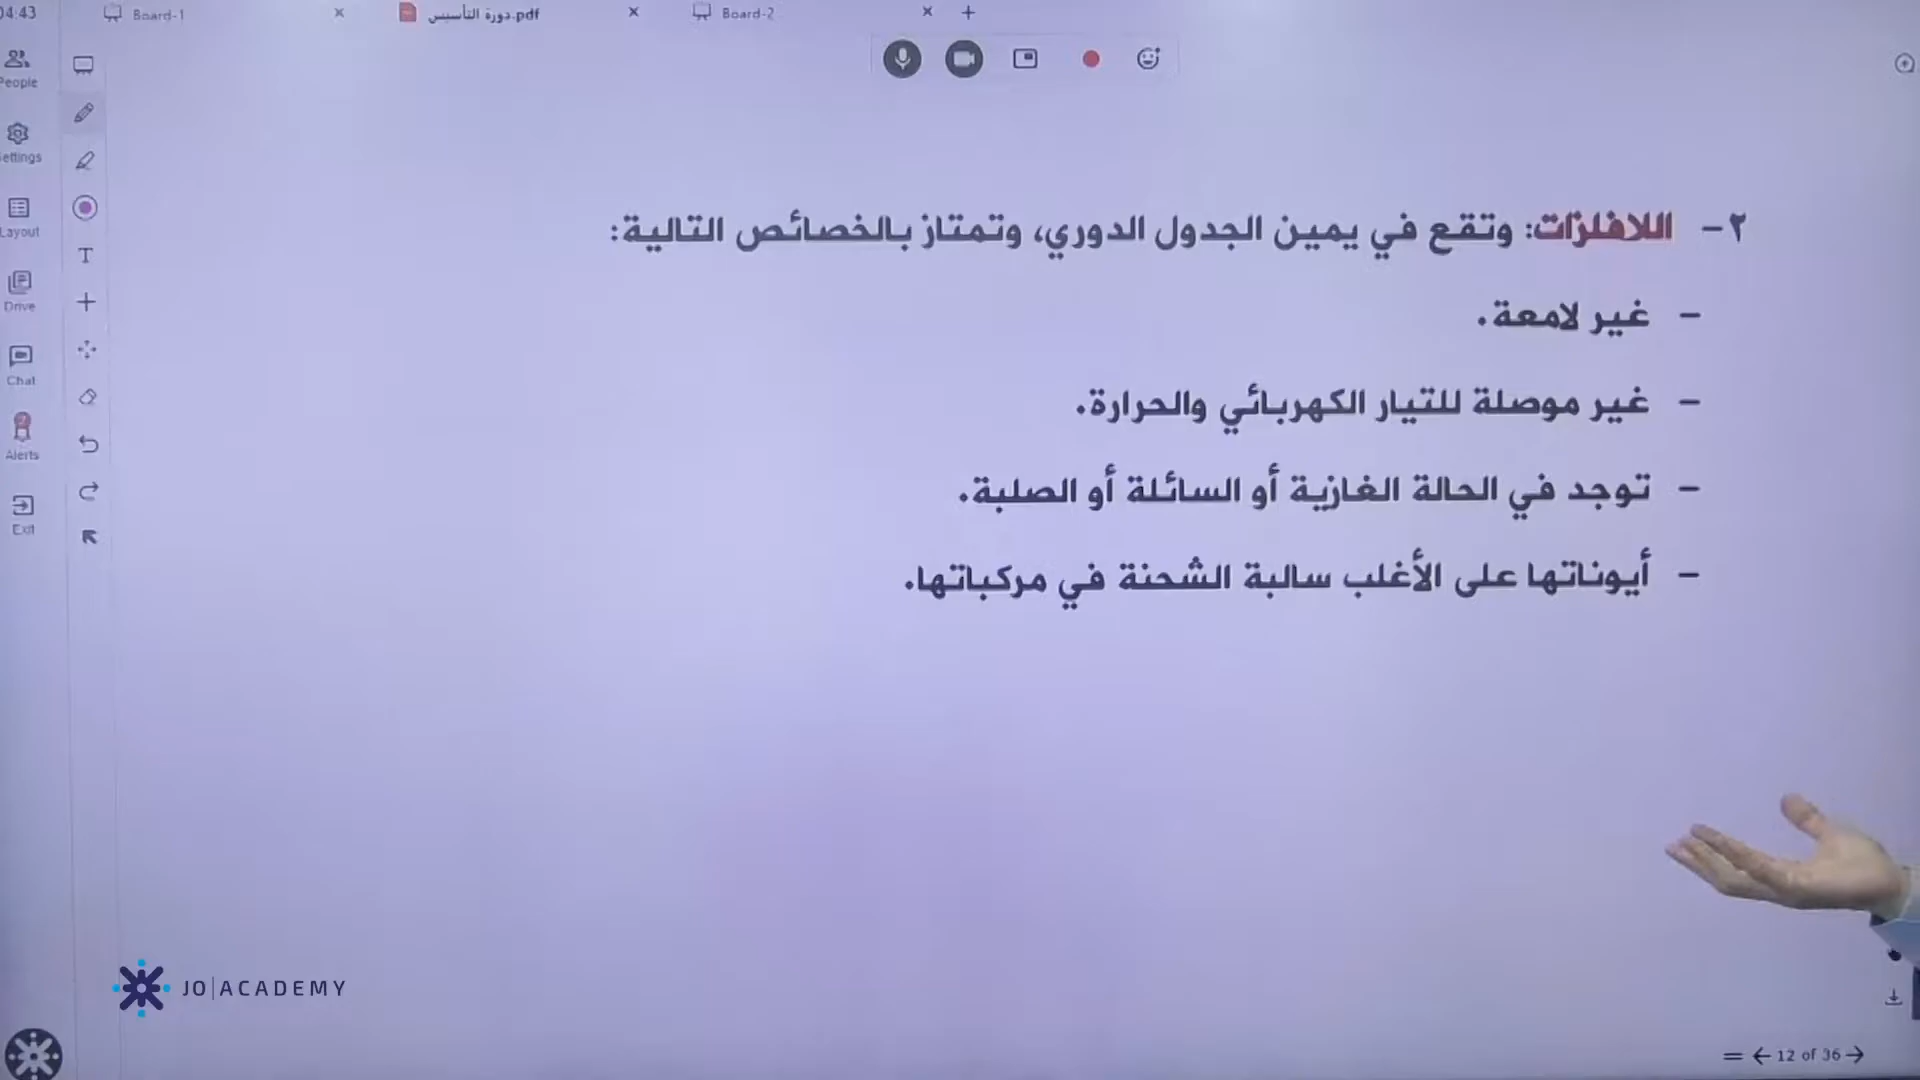 04:43
Board-1
دورة التأسيس.pdf
Board-2
People
Settings
Layout
Drive
Chat
Alerts
Exit
T
٢- اللافلزات: وتقع في يمين الجدول الدوري، وتمتاز بالخصائص التالية:
- غير لامعة.
- غير موصلة للتيار الكهربائي والحرارة.
- توجد في الحالة الغازية أو السائلة أو الصلبة.
- أيوناتها على الأغلب سالبة الشحنة في مركباتها.
JO|ACADEMY
12 of 36